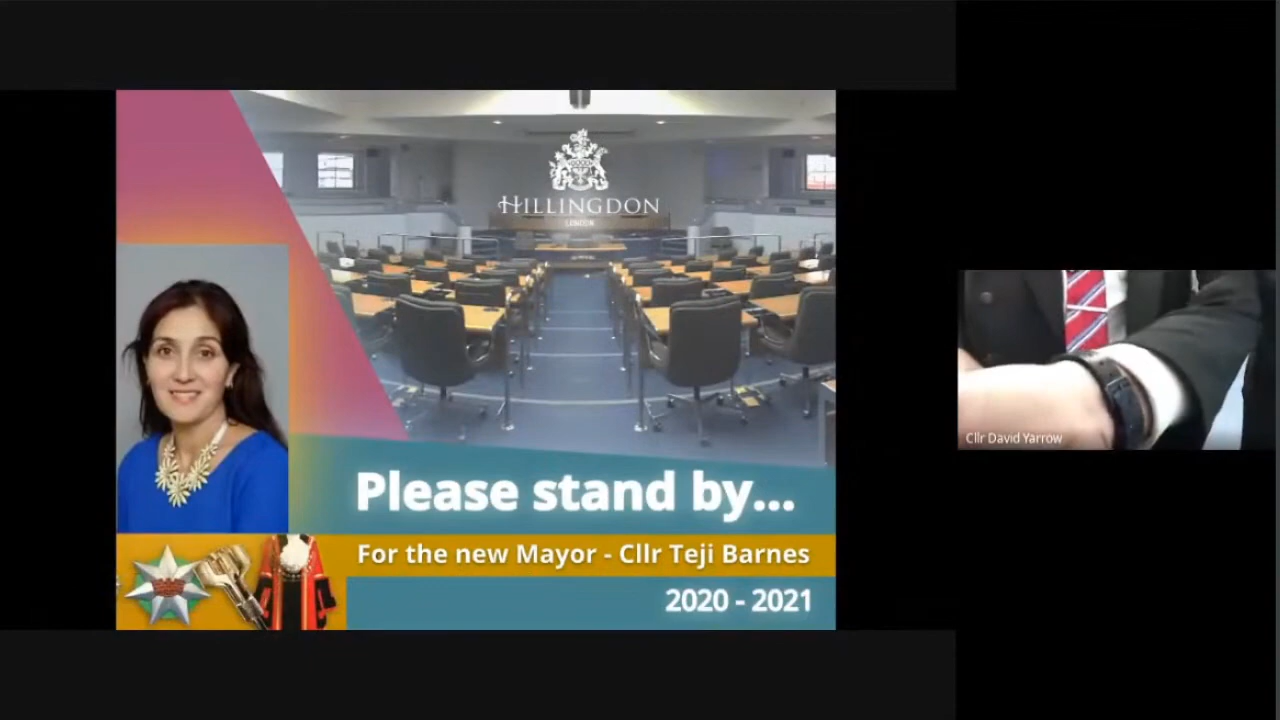 HILLINGDON
LONDON
Please stand by...
For the new Mayor - Cllr Teji Barnes
2020 - 2021
Cllr David Yarrow